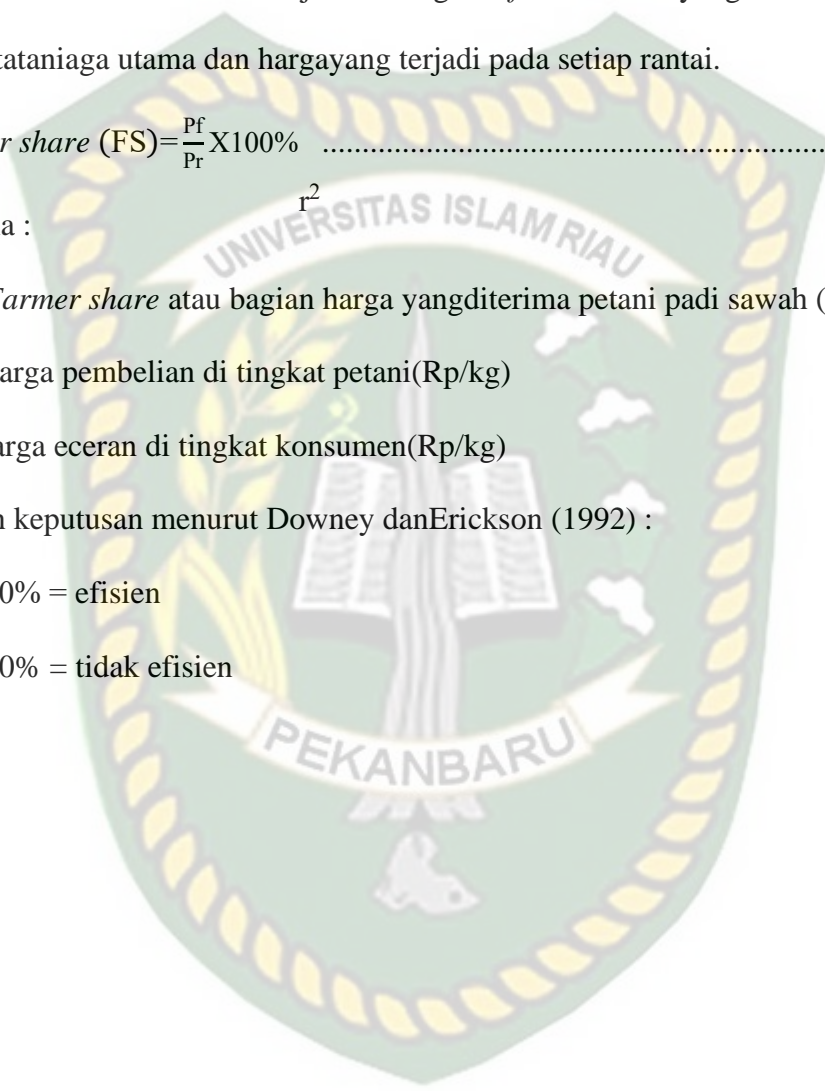 tataniaga utama dan hargayang terjadi pada setiap rantai.
r share (FS)=Pf/Pr X100% ................................................................
r²
a :
Farmer share atau bagian harga yangditerima petani padi sawah (
arga pembelian di tingkat petani(Rp/kg)
arga eceran di tingkat konsumen(Rp/kg)
n keputusan menurut Downey danErickson (1992) :
0% = efisien
0% = tidak efisien
UNIVERSITAS ISLAM RIAU
PEKANBARU